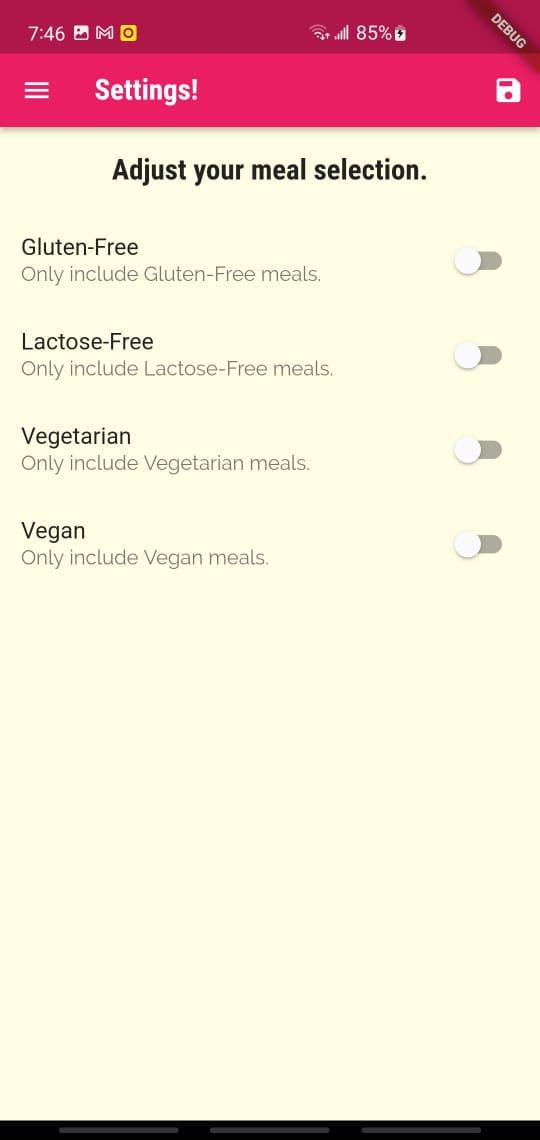 7:46
85%
DEBUG
Settings!
Adjust your meal selection.
Gluten-Free
Only include Gluten-Free meals.
Lactose-Free
Only include Lactose-Free meals.
Vegetarian
Only include Vegetarian meals.
Vegan
Only include Vegan meals.